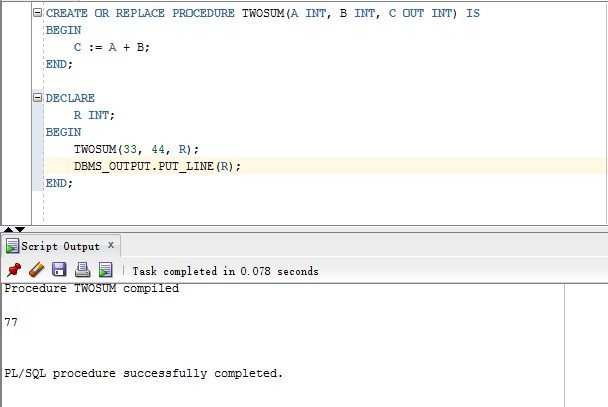 CREATE OR REPLACE PROCEDURE TWOSUM(A INT, B INT, C OUT INT) IS
BEGIN
    C := A + B;
END;
DECLARE
    R INT;
BEGIN
    TWOSUM(33, 44, R);
    DBMS_OUTPUT.PUT_LINE(R);
END;
Script Output x
Task completed in 0.078 seconds
Procedure TWOSUM compiled
77
PL/SQL procedure successfully completed.